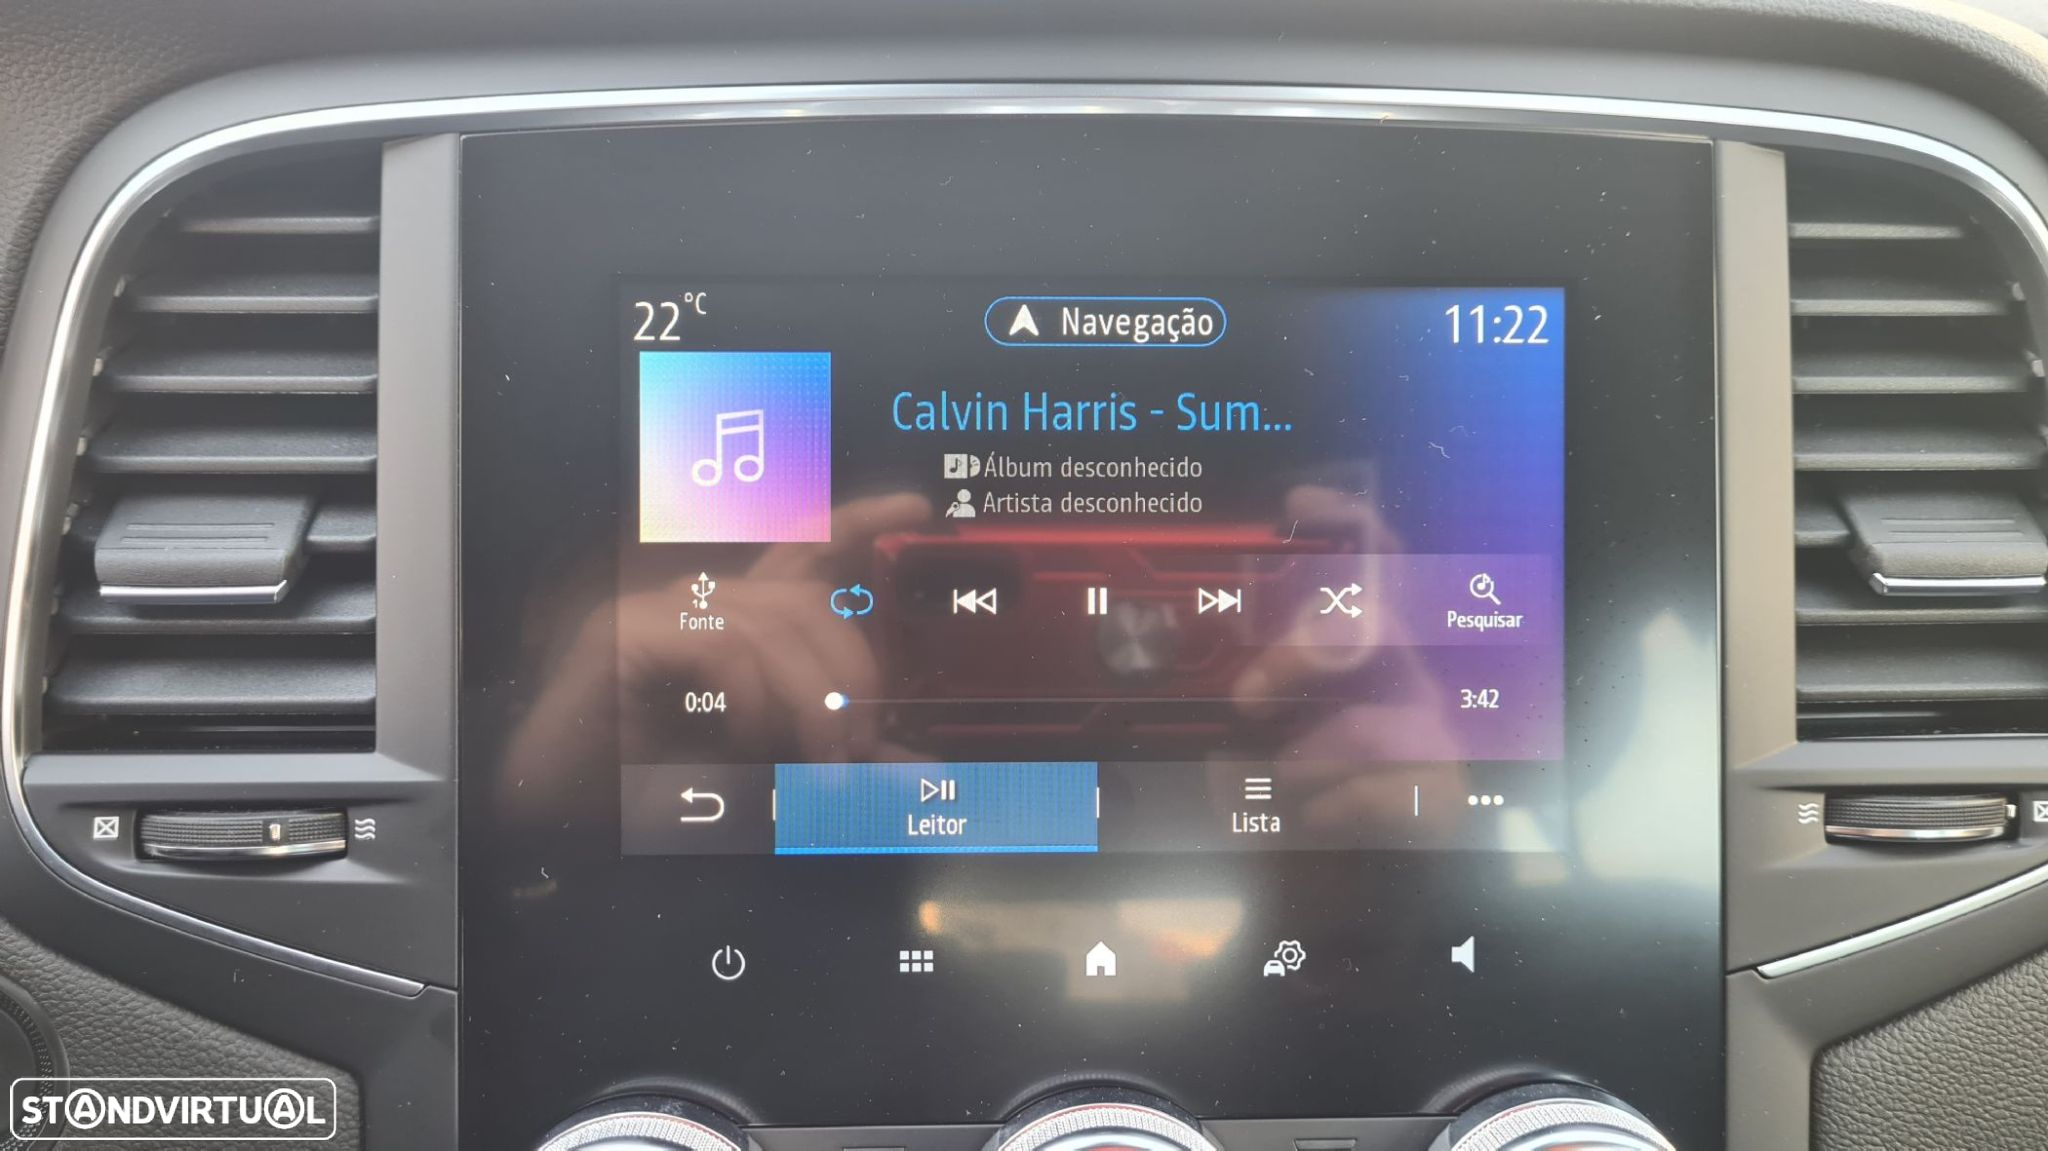 22°C
Navegação
11:22
Calvin Harris - Sum...
Álbum desconhecido
Artista desconhecido
1
Fonte
Pesquisar
0:04
3:42
Leitor
Lista
STANDVIRTUAL